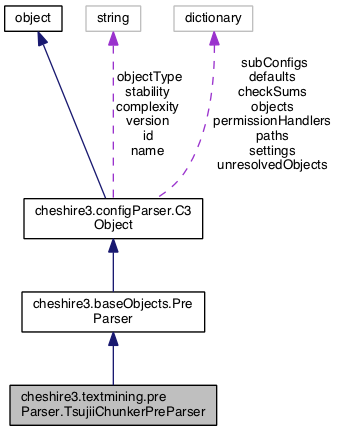 object
string
dictionary
objectType
stability
complexity
version
id
name
subConfigs
defaults
checkSums
objects
permissionHandlers
paths
settings
unresolvedObjects
cheshire3.configParser.C3
Object
cheshire3.baseObjects.Pre
Parser
cheshire3.textmining.pre
Parser.TsujiiChunkerPreParser